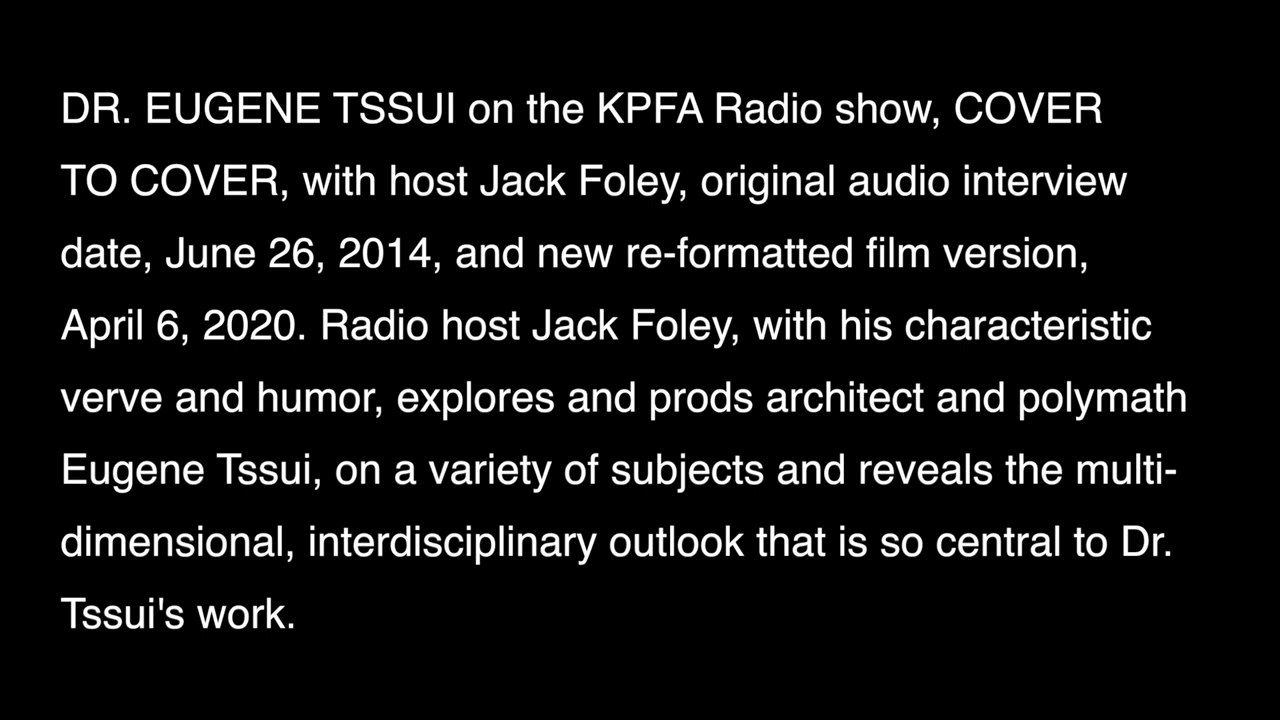 DR. EUGENE TSSUI on the KPFA Radio show, COVER
TO COVER, with host Jack Foley, original audio interview
date, June 26, 2014, and new re-formatted film version,
April 6, 2020. Radio host Jack Foley, with his characteristic
verve and humor, explores and prods architect and polymath
Eugene Tssui, on a variety of subjects and reveals the multi-
dimensional, interdisciplinary outlook that is so central to Dr.
Tssui's work.